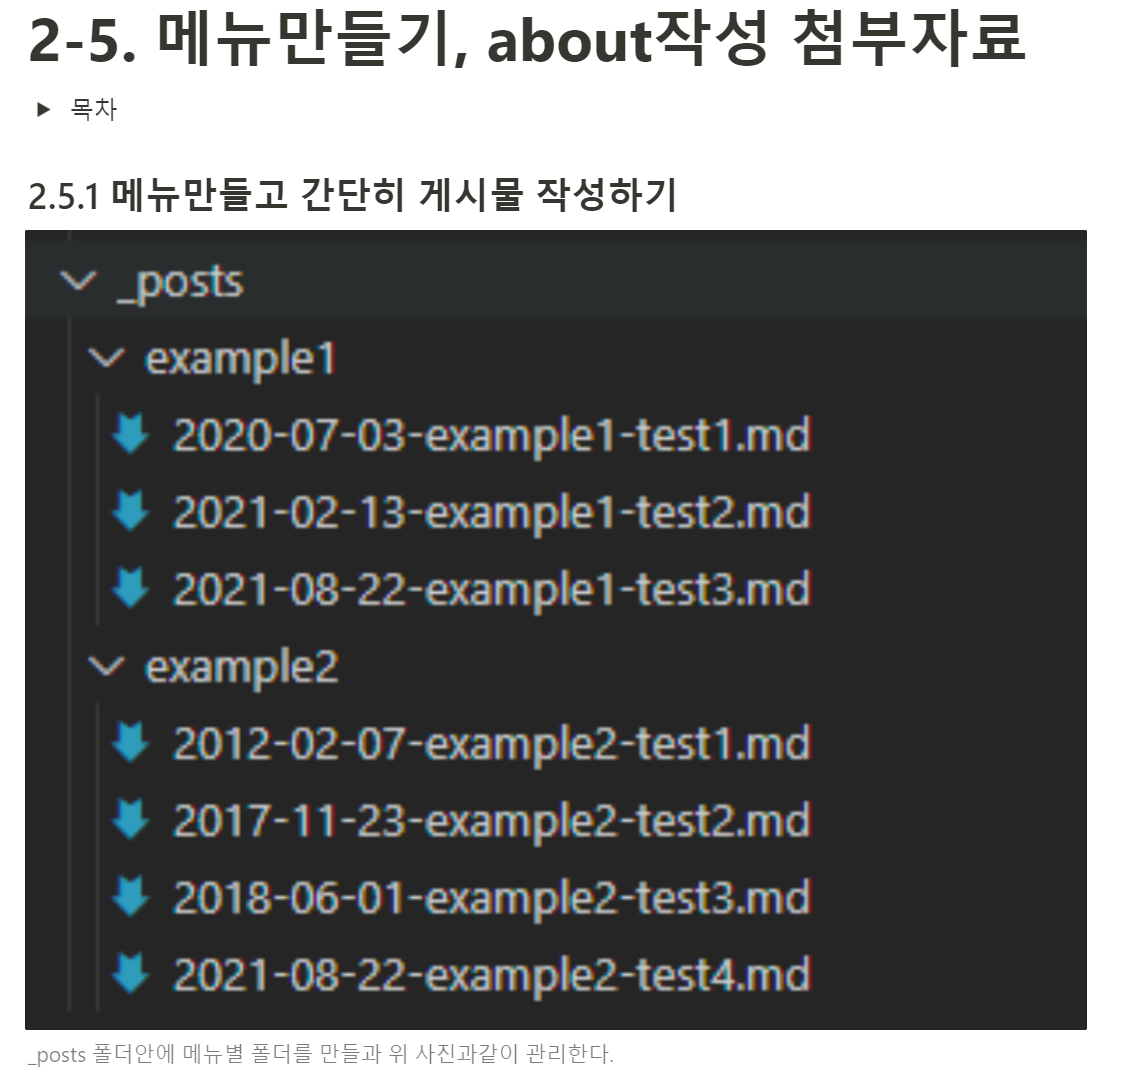 2-5. 메뉴만들기, about작성 첨부자료
목차
2.5.1 메뉴만들고 간단히 게시물 작성하기
_posts
example1
2020-07-03-example1-test1.md
2021-02-13-example1-test2.md
2021-08-22-example1-test3.md
example2
2012-02-07-example2-test1.md
2017-11-23-example2-test2.md
2018-06-01-example2-test3.md
2021-08-22-example2-test4.md
_posts 폴더안에 메뉴별 폴더를 만들과 위 사진과같이 관리한다.